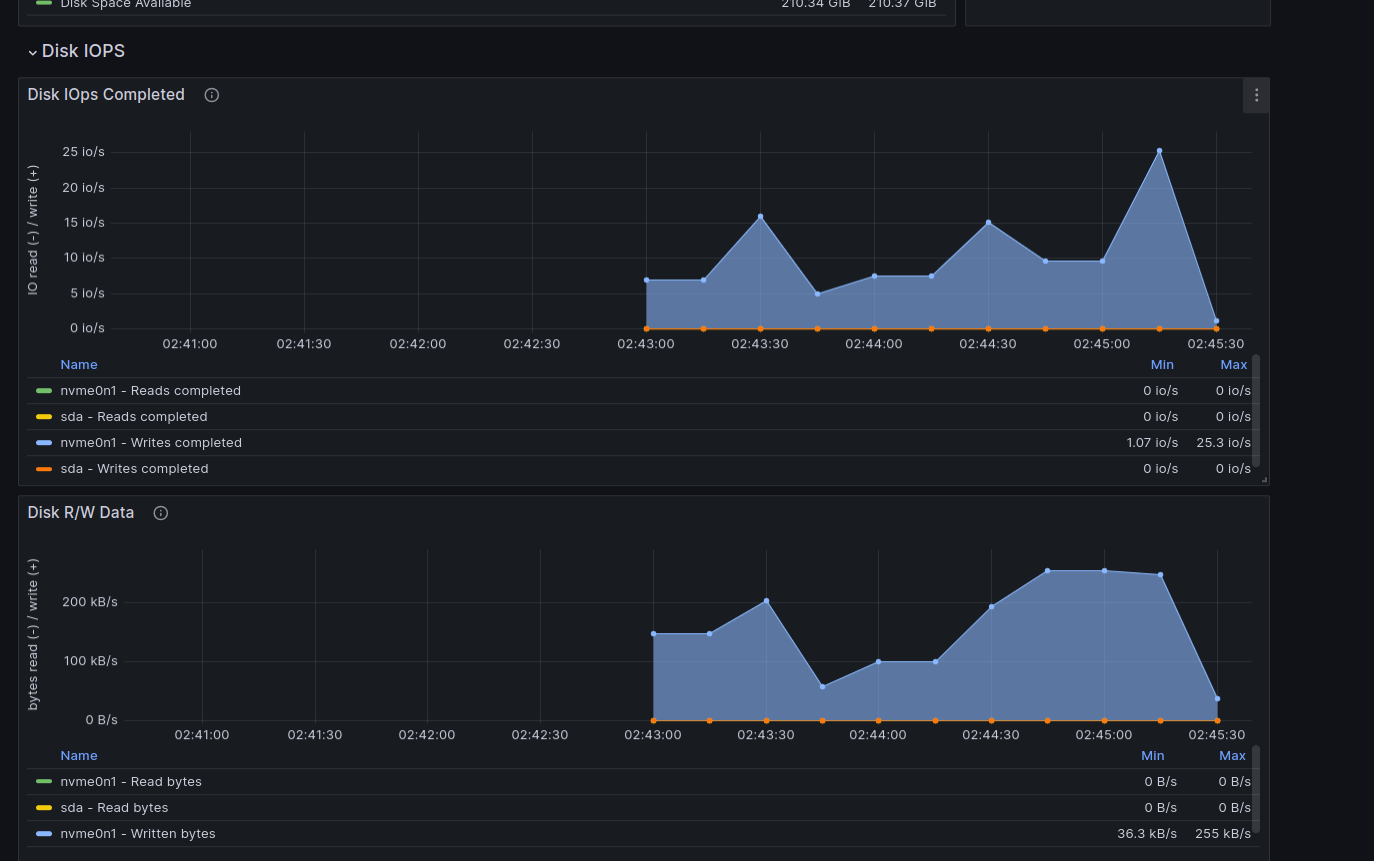 Disk Space Available 210.34 GiB 210.37 GiB
Disk IOPS
Disk IOps Completed
IO read (-) / write (+)
25 io/s
20 io/s
15 io/s
10 io/s
5 io/s
0 io/s
02:41:00 02:41:30 02:42:00 02:42:30 02:43:00 02:43:30 02:44:00 02:44:30 02:45:00 02:45:30
Name Min Max
nvme0n1 - Reads completed 0 io/s 0 io/s
sda - Reads completed 0 io/s 0 io/s
nvme0n1 - Writes completed 1.07 io/s 25.3 io/s
sda - Writes completed 0 io/s 0 io/s
Disk R/W Data
bytes read (-) / write (+)
200 kB/s
100 kB/s
0 B/s
02:41:00 02:41:30 02:42:00 02:42:30 02:43:00 02:43:30 02:44:00 02:44:30 02:45:00 02:45:30
Name Min Max
nvme0n1 - Read bytes 0 B/s 0 B/s
sda - Read bytes 0 B/s 0 B/s
nvme0n1 - Written bytes 36.3 kB/s 255 kB/s